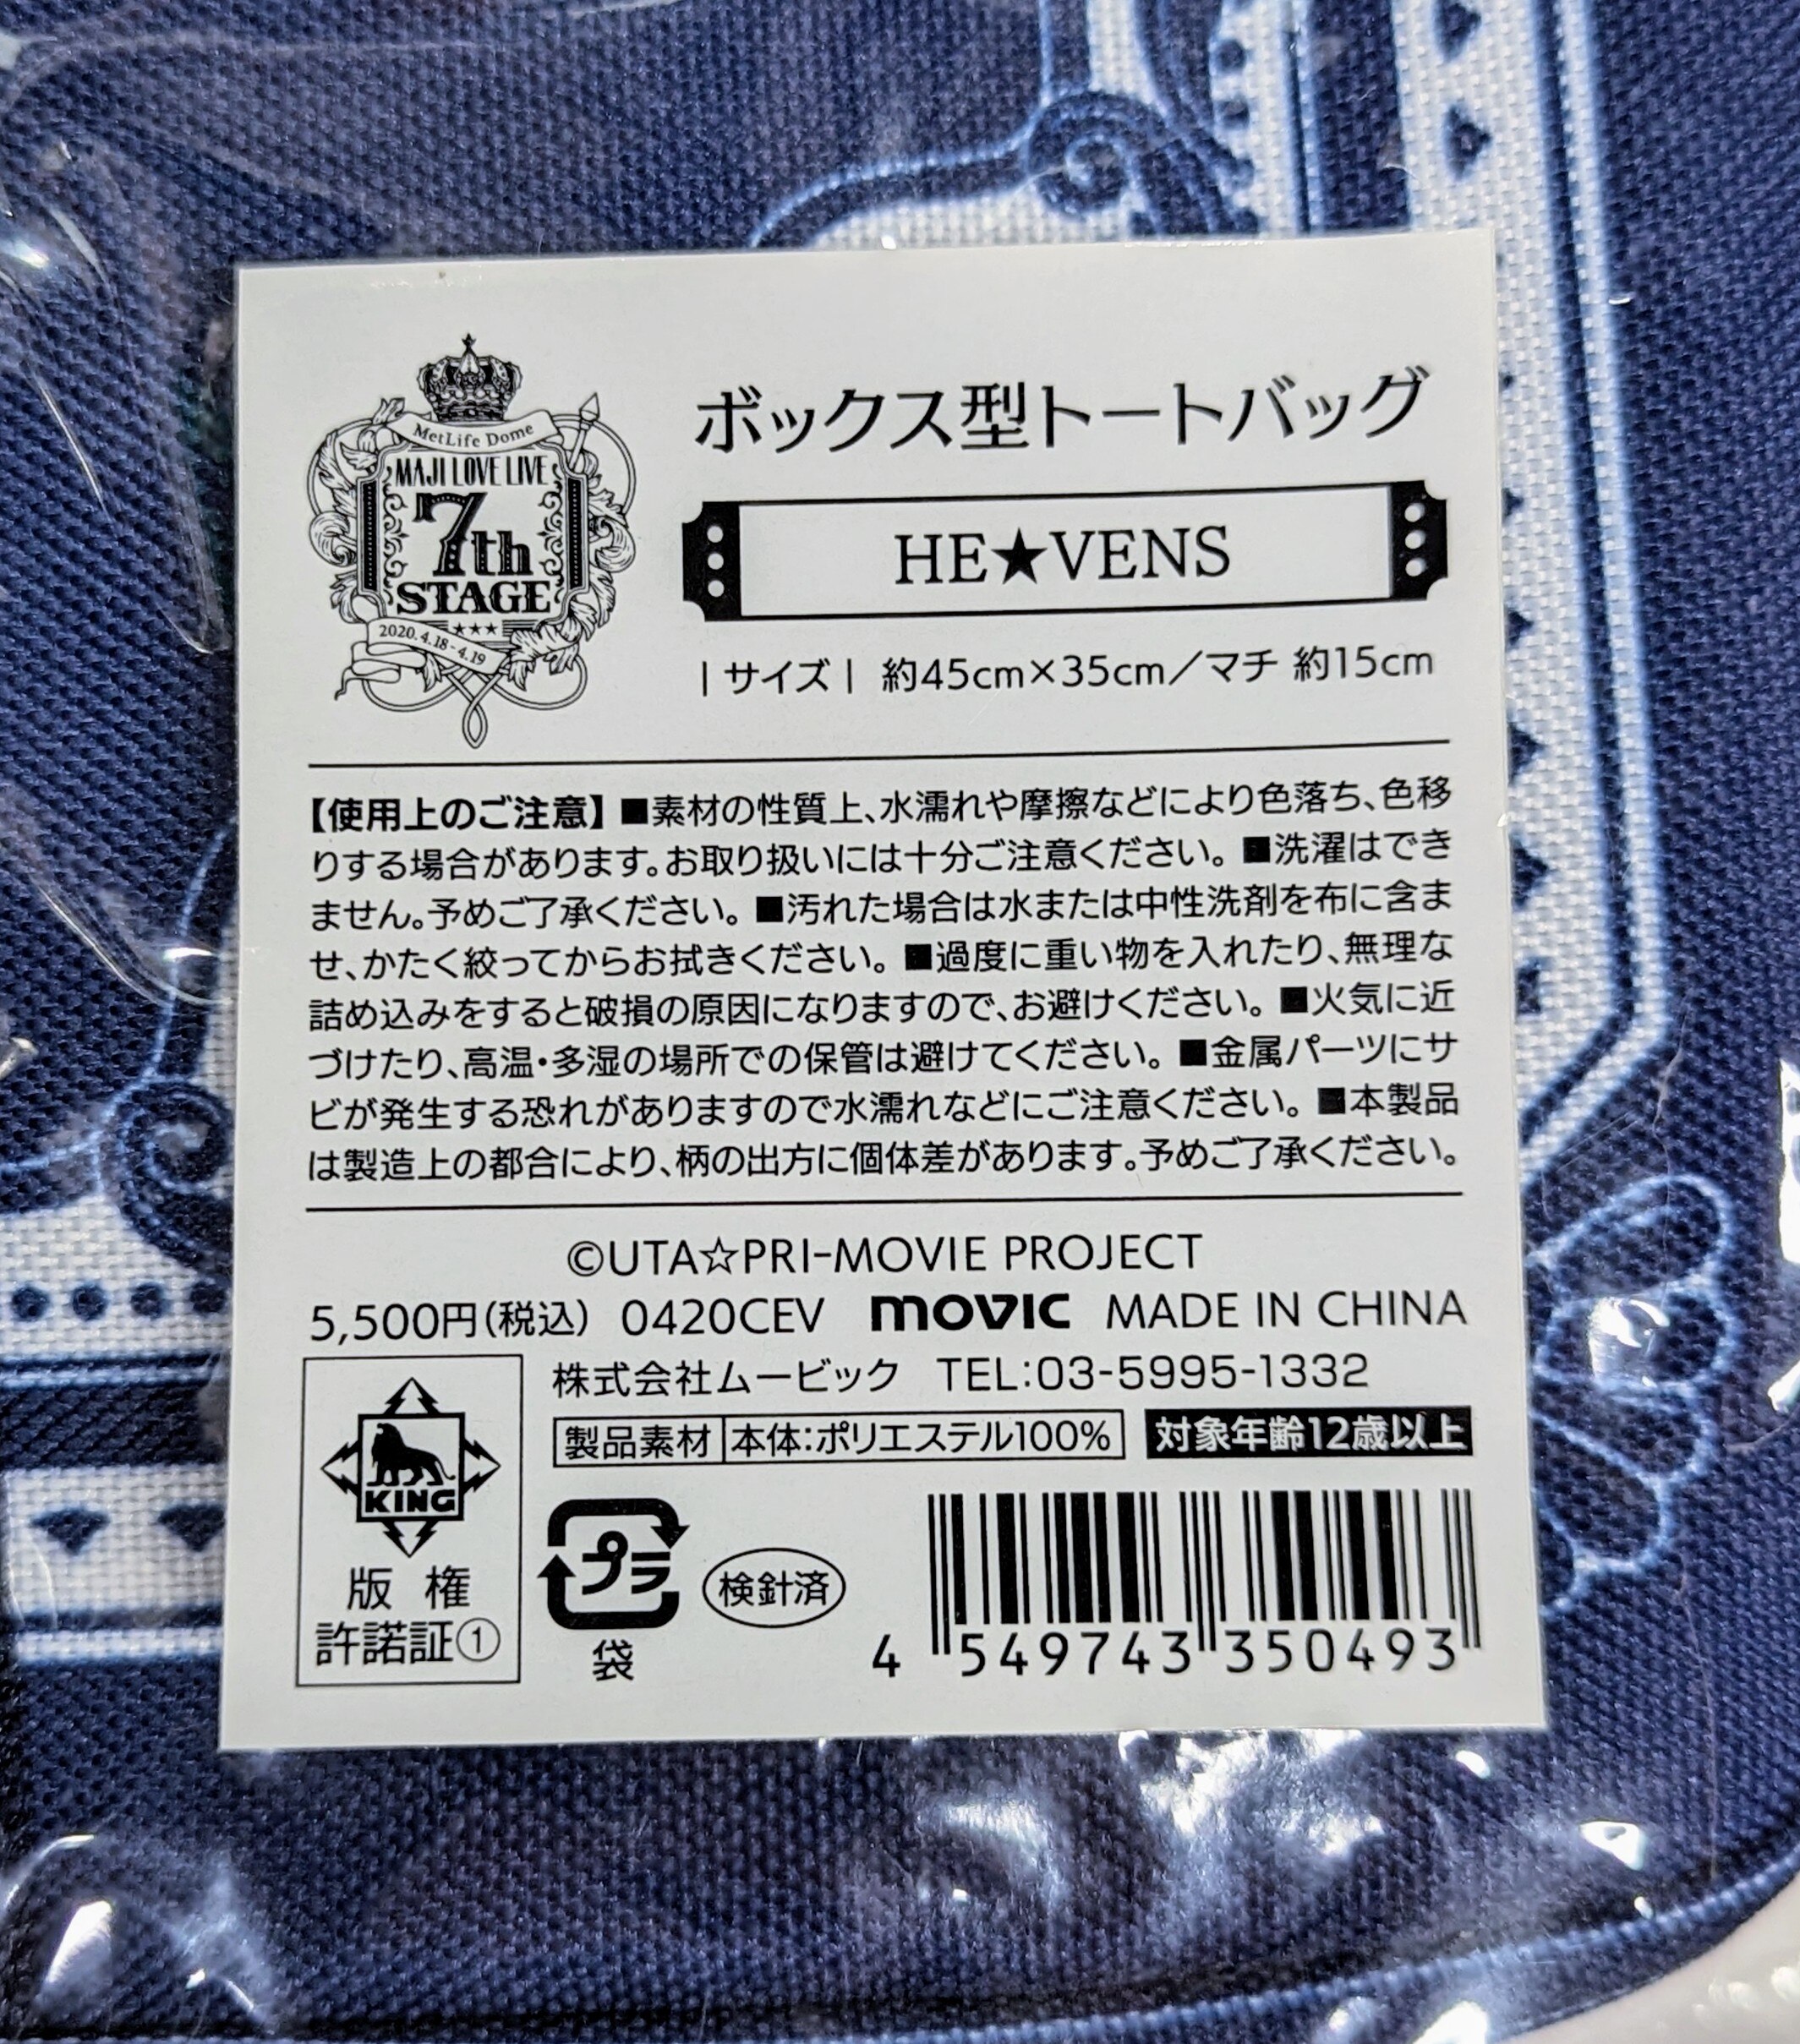 MetLife Dome
MAJI LOVE LIVE
7th
STAGE
★★★
2020.4.18-4.19
ボックス型トートバッグ
HE★VENS
|サイズ| 約45cm×35cm／マチ 約15cm
【使用上のご注意】■素材の性質上、水濡れや摩擦などにより色落ち、色移
りする場合があります。お取り扱いには十分ご注意ください。■洗濯はでき
ません。予めご了承ください。■汚れた場合は水または中性洗剤を布に含ま
せ、かたく絞ってからお拭きください。■過度に重い物を入れたり、無理な
詰め込みをすると破損の原因になりますので、お避けください。■火気に近
づけたり、高温・多湿の場所での保管は避けてください。■金属パーツにサ
ビが発生する恐れがありますので水濡れなどにご注意ください。■本製品
は製造上の都合により、柄の出方に個体差があります。予めご了承ください。
©UTA☆PRI-MOVIE PROJECT
5,500円(税込) 0420CEV movic MADE IN CHINA
株式会社ムービック TEL:03-5995-1332
製品素材 本体:ポリエステル100% 対象年齢12歳以上
KING
版権
許諾証①
プラ
袋
検針済
4 549743 350493